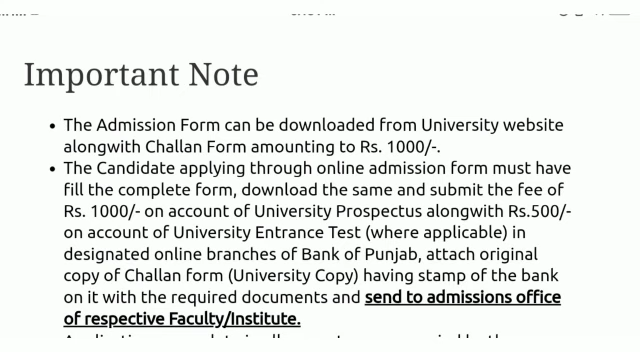 Important Note
• The Admission Form can be downloaded from University website
alongwith Challan Form amounting to Rs. 1000/-.
• The Candidate applying through online admission form must have
fill the complete form, download the same and submit the fee of
Rs. 1000/- on account of University Prospectus alongwith Rs.500/-
on account of University Entrance Test (where applicable) in
designated online branches of Bank of Punjab, attach original
copy of Challan form (University Copy) having stamp of the bank
on it with the required documents and send to admissions office
of respective Faculty/Institute.